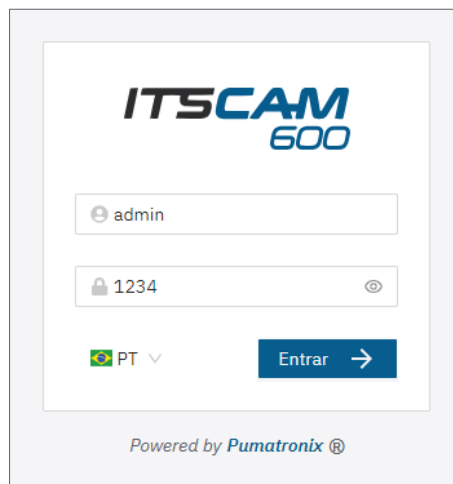 ITSCAM
600
admin
1234
PT
Entrar
Powered by Pumatronix ®